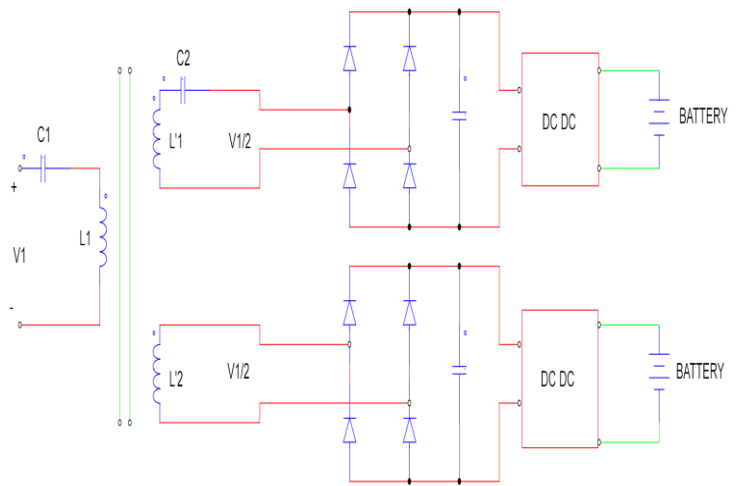 C1
+
V1
-
L1
C2
L'1
V1/2
DC DC
BATTERY
L'2
V1/2
DC DC
BATTERY